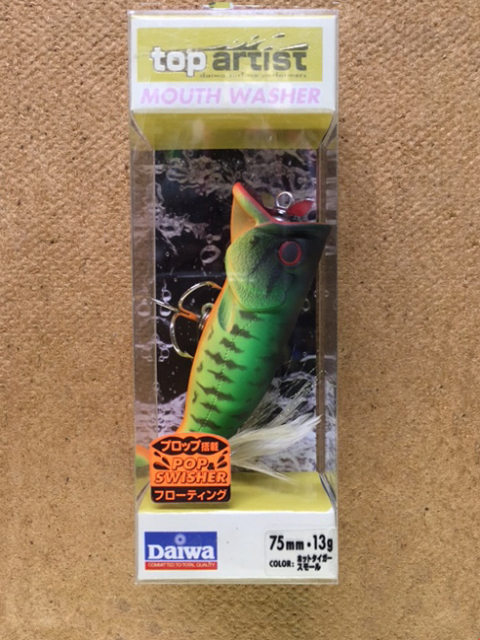 top artist
daiwa surface performers
MOUTH WASHER
プロップ搭載
POP
SWISHER
フローティング
DAIWA
COMMITTED TO TOTAL QUALITY
75mm・13g
COLOR: ホットタイガー
スモール